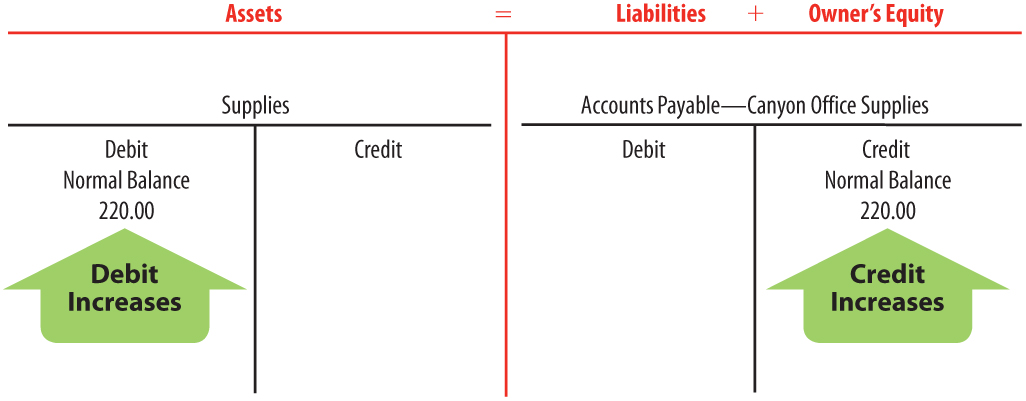 Assets = Liabilities + Owner’s Equity
Supplies
Debit Credit
Normal Balance
220.00
Debit
Increases
Accounts Payable—Canyon Office Supplies
Debit Credit
Normal Balance
220.00
Credit
Increases